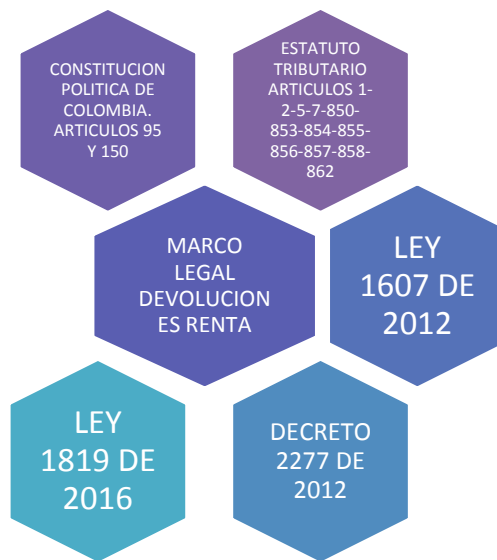 CONSTITUCION
POLITICA DE
COLOMBIA.
ARTICULOS 95
Y 150
ESTATUTO
TRIBUTARIO
ARTICULOS 1-
2-5-7-850-
853-854-855-
856-857-858-
862
MARCO
LEGAL
DEVOLUCION
ES RENTA
LEY
1607 DE
2012
LEY
1819 DE
2016
DECRETO
2277 DE
2012